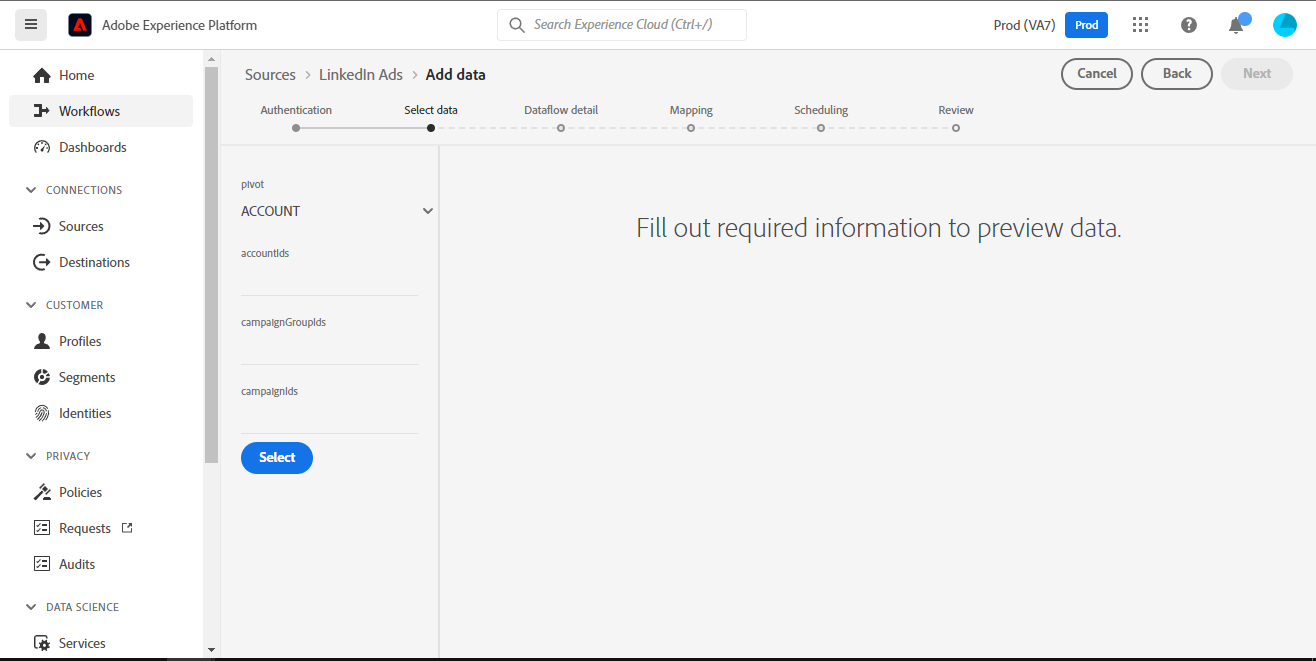 Adobe Experience Platform
Search Experience Cloud (Ctrl+/)
Prod (VA7) Prod
Home
Workflows
Dashboards
CONNECTIONS
Sources
Destinations
CUSTOMER
Profiles
Segments
Identities
PRIVACY
Policies
Requests
Audits
DATA SCIENCE
Services
Sources > LinkedIn Ads > Add data
Cancel Back Next
Authentication Select data Dataflow detail Mapping Scheduling Review
pivot
ACCOUNT
accountIds
campaignGroupIds
campaignIds
Select
Fill out required information to preview data.